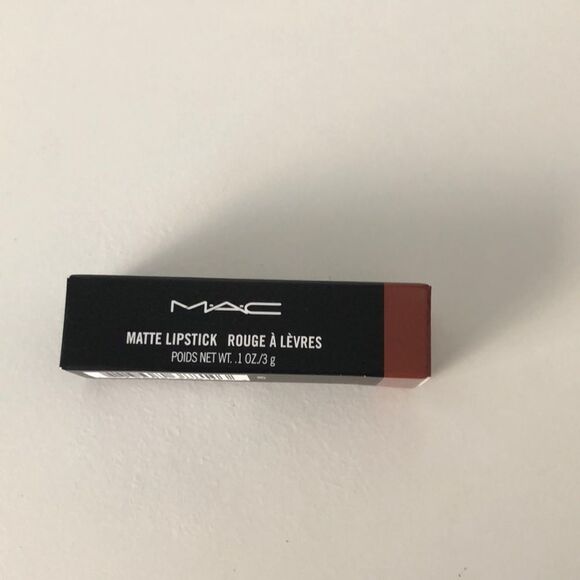 M·A·C
MATTE LIPSTICK ROUGE À LÈVRES
POIDS NET WT. .1 OZ./3 g